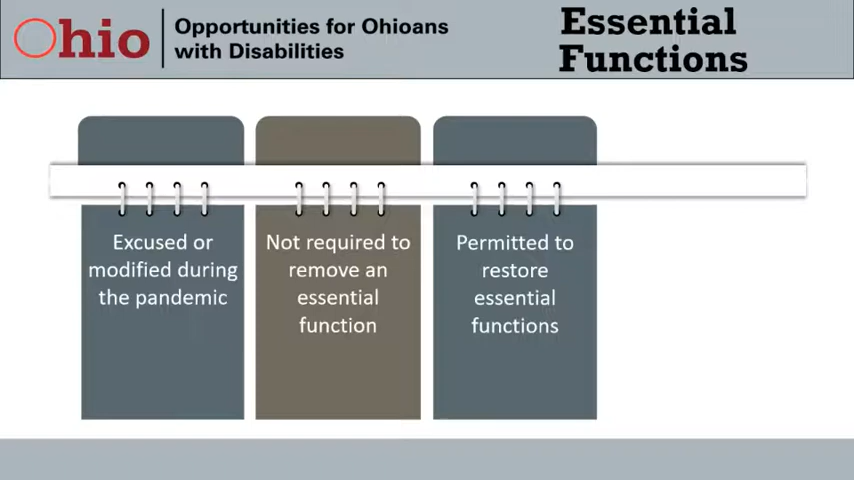 Ohio
Opportunities for Ohioans
with Disabilities
Essential
Functions
Excused or
modified during
the pandemic
Not required to
remove an
essential
function
Permitted to
restore
essential
functions